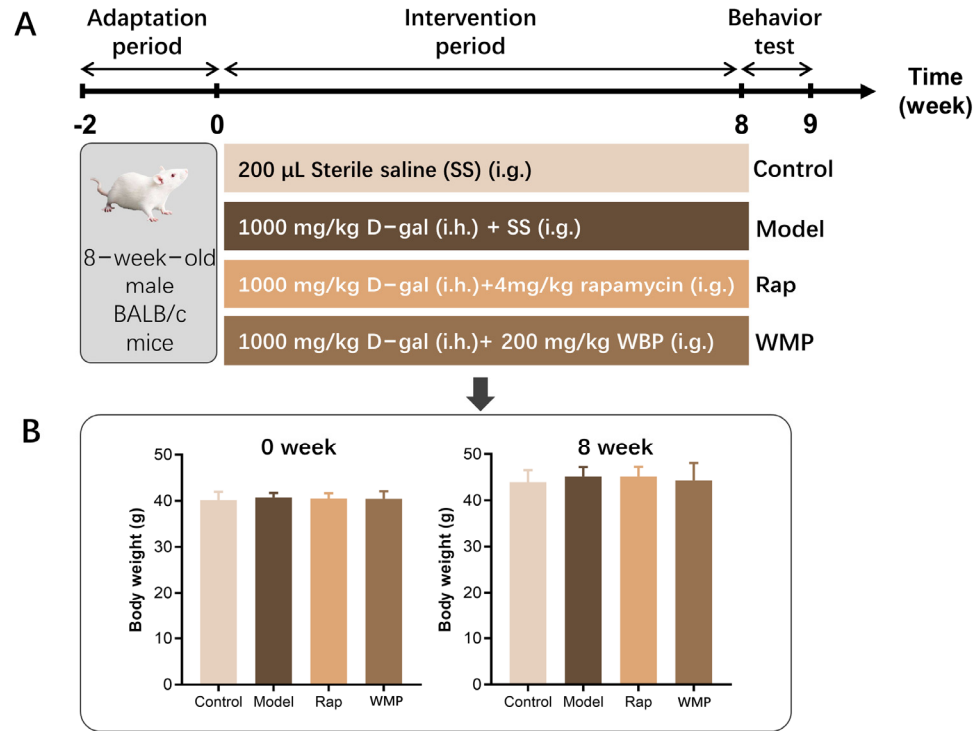 A
Adaptation period
Intervention period
Behavior test
Time (week)
-2
0
8
9
8-week-old
male
BALB/c
mice
200 μL Sterile saline (SS) (i.g.)
Control
1000 mg/kg D-gal (i.h.) + SS (i.g.)
Model
1000 mg/kg D-gal (i.h.)+4mg/kg rapamycin (i.g.)
Rap
1000 mg/kg D-gal (i.h.)+ 200 mg/kg WBP (i.g.)
WMP
B
0 week
Body weight (g)
50
40
30
20
10
0
Control Model Rap WMP
8 week
Body weight (g)
50
40
30
20
10
0
Control Model Rap WMP